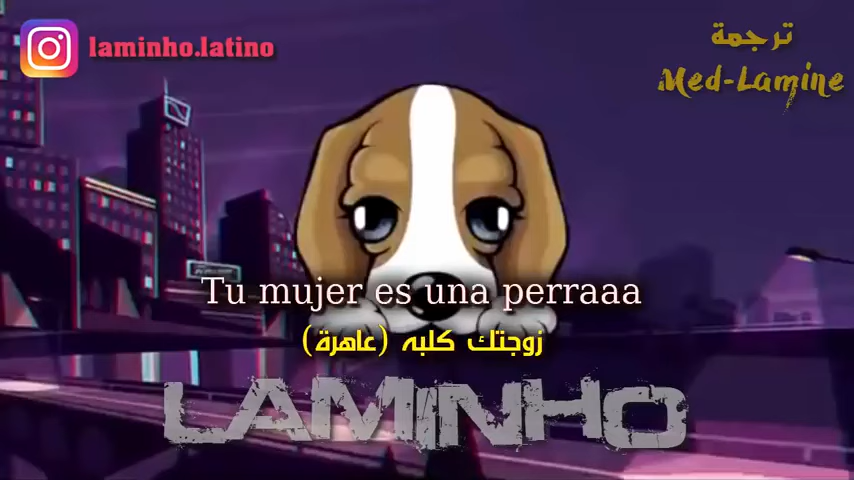 laminho.latino
ترجمة
Med-Lamine
Tu mujer es una perraaa
زوجتك كلبه (عاهرة)
LAMINHO